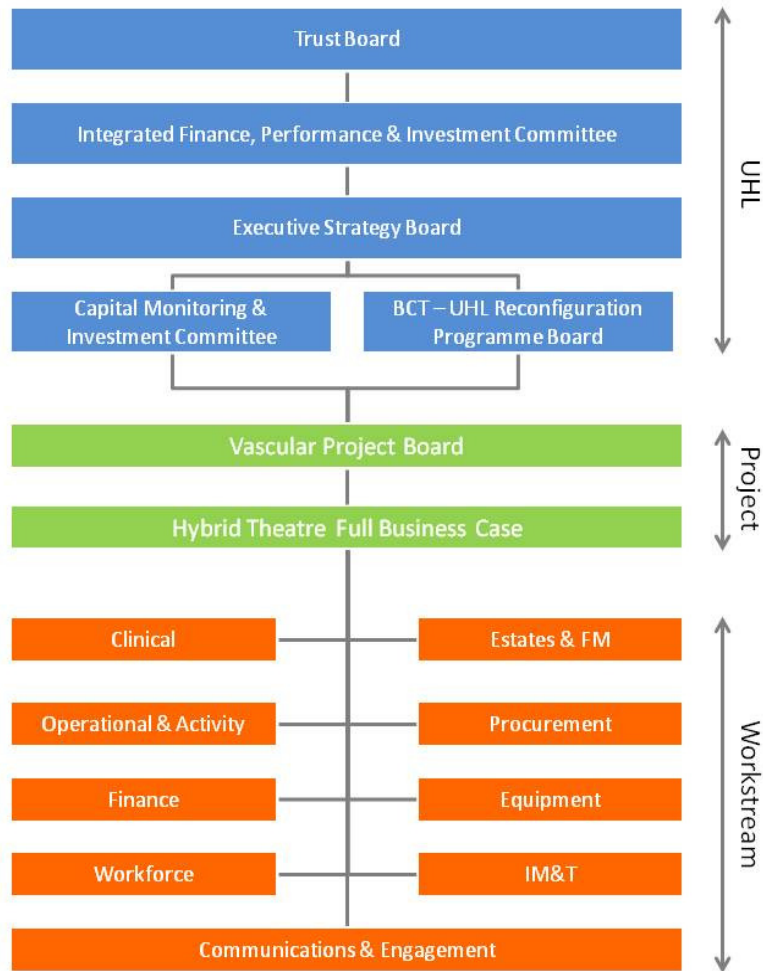 Trust Board
Integrated Finance, Performance & Investment Committee
Executive Strategy Board
Capital Monitoring &
Investment Committee
BCT – UHL Reconfiguration
Programme Board
UHL
Vascular Project Board
Hybrid Theatre Full Business Case
Project
Clinical
Estates & FM
Operational & Activity
Procurement
Finance
Equipment
Workforce
IM&T
Communications & Engagement
Workstream